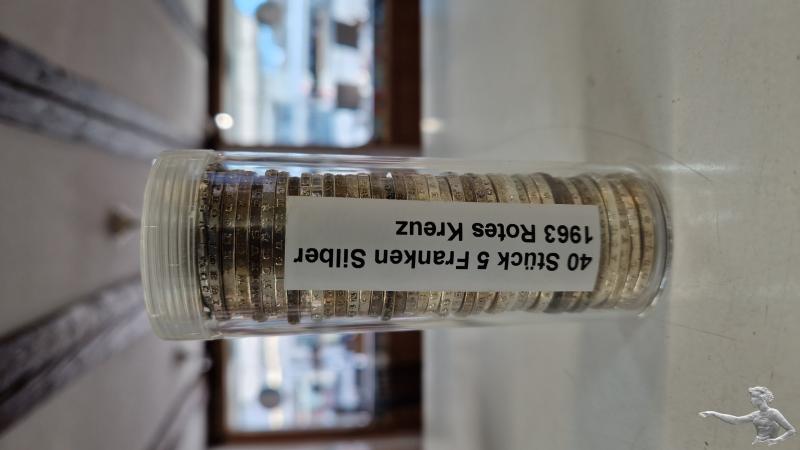 40 Stück 5 Franken Silber
1963 Rotes Kreuz